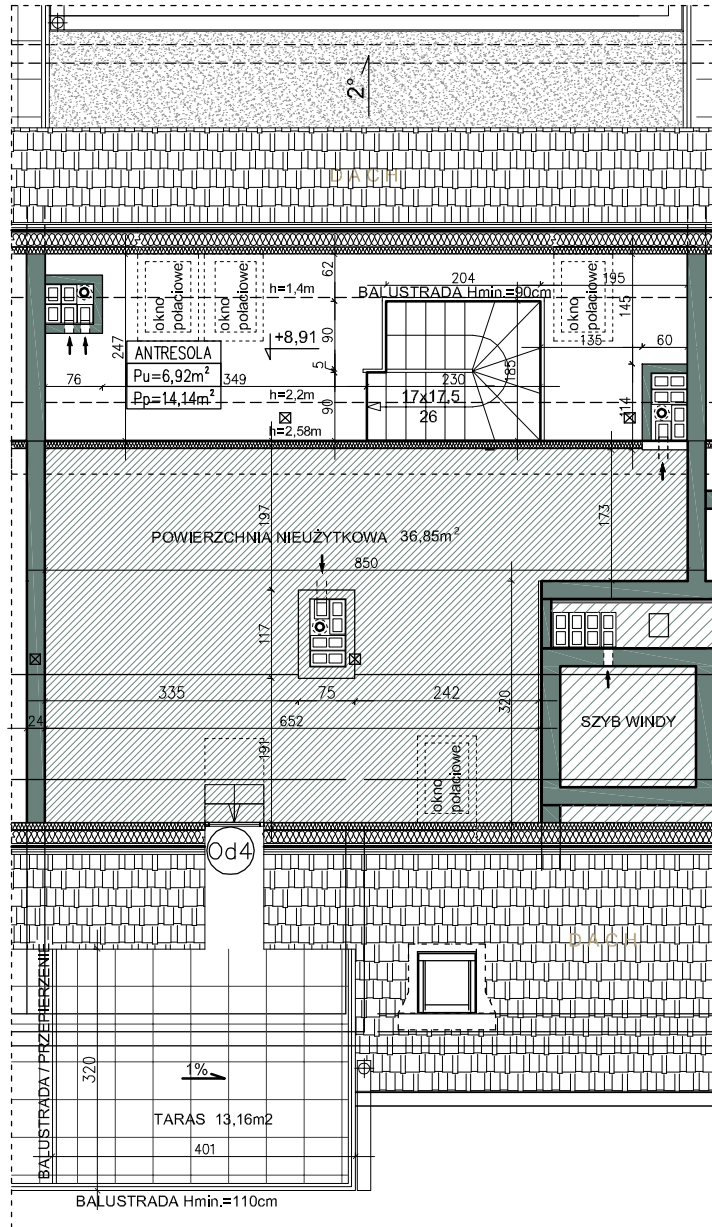 2°
DACH
204
195
62
h=1,4m
BALUSTRADA Hmin.=90cm
okno
połaciowe
okno
połaciowe
okno
połaciowe
145
+8,91
90
247
ANTRESOLA
Pu=6,92m²
Pp=14,14m²
135
60
5
185
76
349
230
h=2,2m
90
17x17,5
26
114
h=2,58m
197
173
POWIERZCHNIA NIEUŻYTKOWA 36,85m²
850
117
335
75
242
320
24
652
SZYB WINDY
191
okno
połaciowe
Od4
DACH
BALUSTRADA / PRZEPIERZENIE
320
1%
TARAS 13,16m2
401
BALUSTRADA Hmin.=110cm